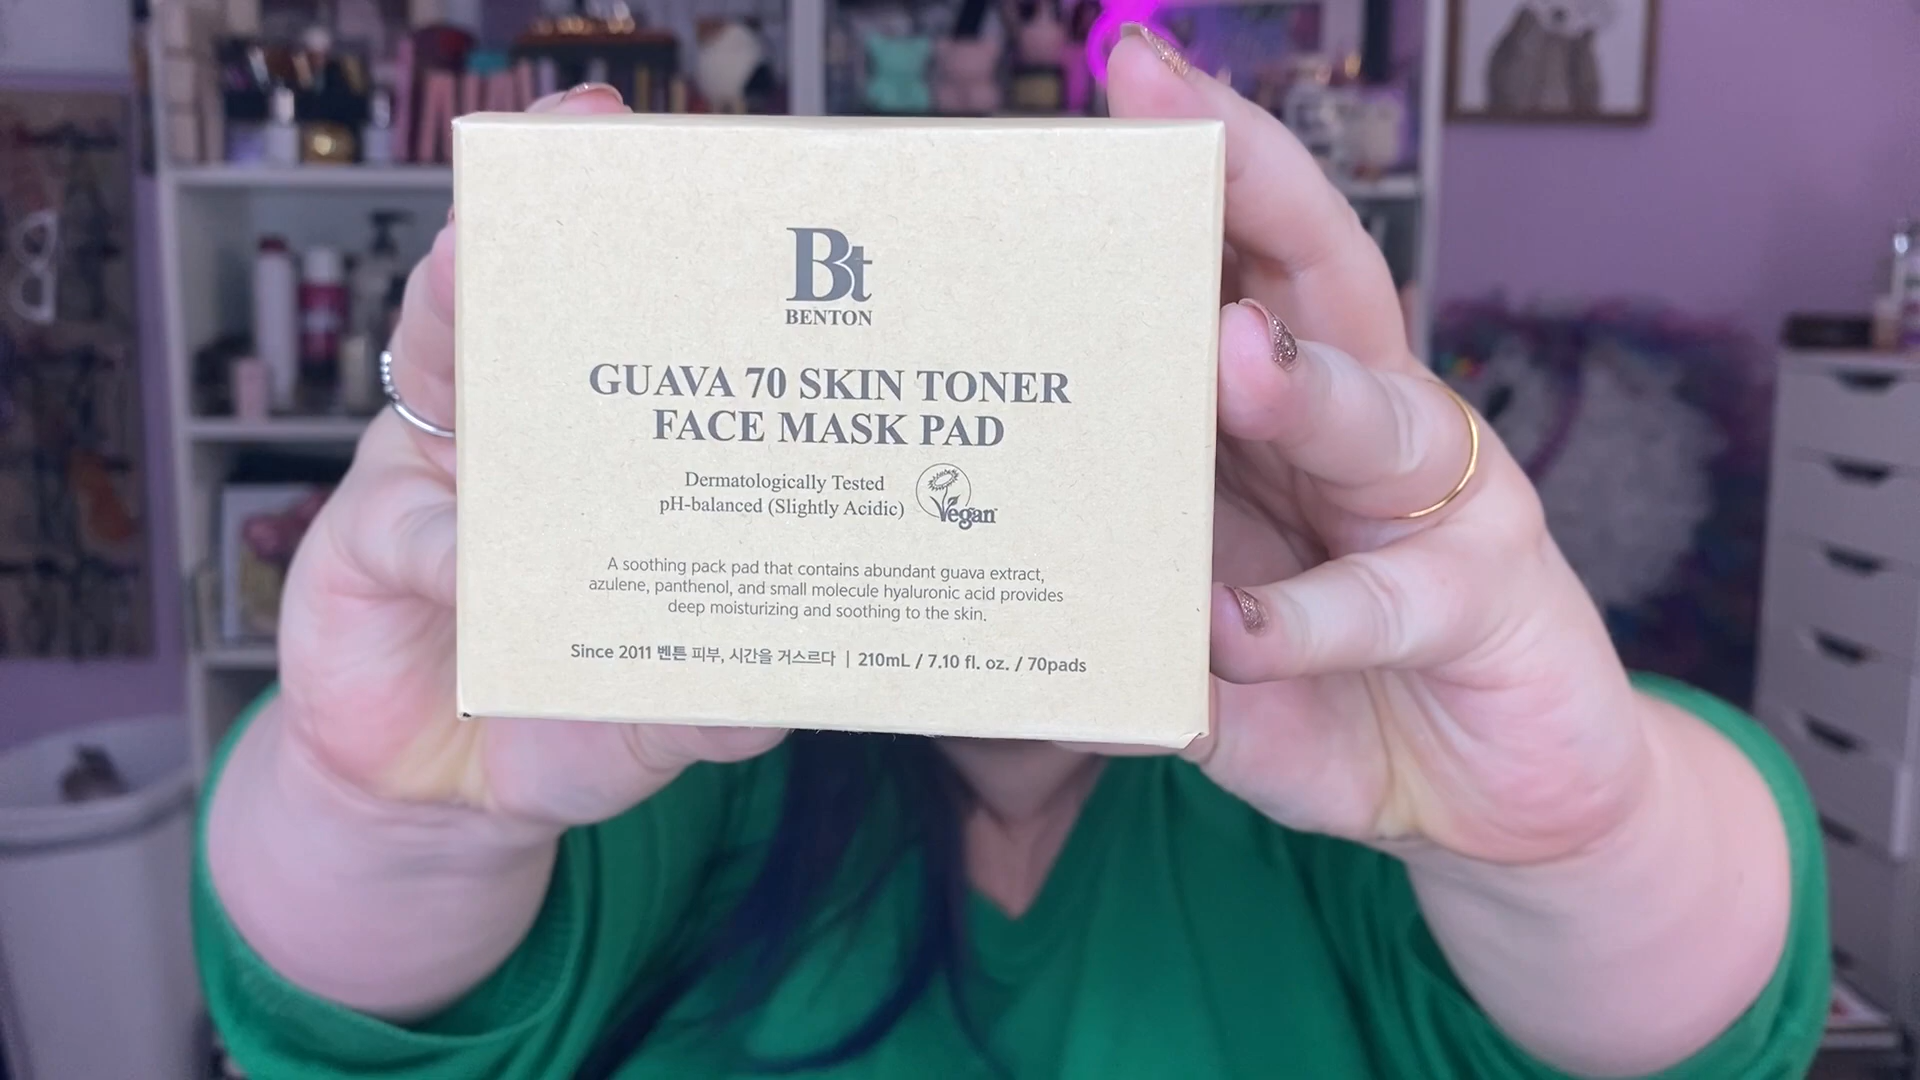 Bt
BENTON
GUAVA 70 SKIN TONER
FACE MASK PAD
Dermatologically Tested
pH-balanced (Slightly Acidic)
Vegan
A soothing pack pad that contains abundant guava extract,
azulene, panthenol, and small molecule hyaluronic acid provides
deep moisturizing and soothing to the skin.
Since 2011 벤튼 피부, 시간을 거스르다 | 210mL / 7.10 fl. oz. / 70pads